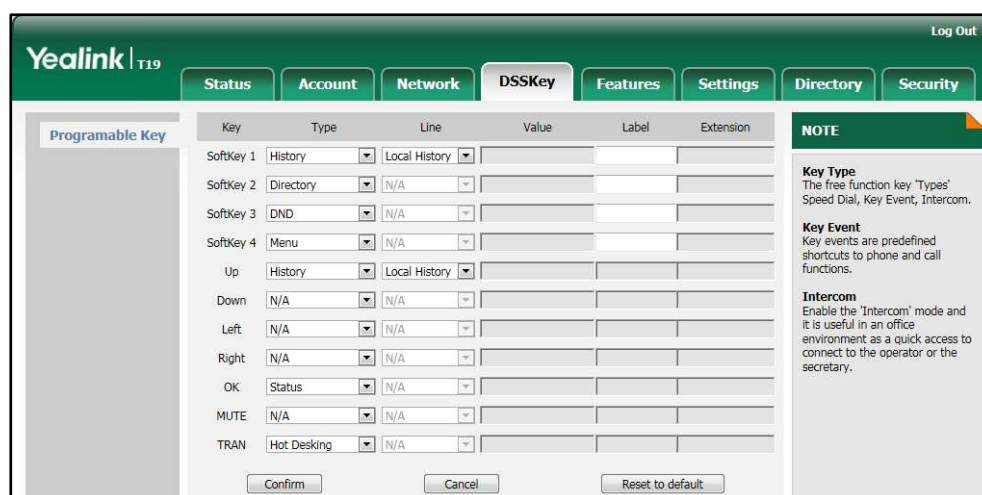 Log Out
Yealink T19
Status Account Network DSSKey Features Settings Directory Security
Programable Key
Key Type Line Value Label Extension
SoftKey 1 History Local History
SoftKey 2 Directory N/A
SoftKey 3 DND N/A
SoftKey 4 Menu N/A
Up History Local History
Down N/A N/A
Left N/A N/A
Right N/A N/A
OK Status N/A
MUTE N/A N/A
TRAN Hot Desking N/A
Confirm Cancel Reset to default
NOTE
Key Type
The free function key 'Types'
Speed Dial, Key Event, Intercom.
Key Event
Key events are predefined
shortcuts to phone and call
functions.
Intercom
Enable the 'Intercom' mode and
it is useful in an office
environment as a quick access to
connect to the operator or the
secretary.